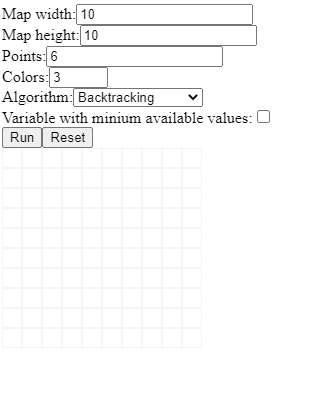 Map width: 10
Map height: 10
Points: 6
Colors: 3
Algorithm: Backtracking
Variable with minium available values:
Run Reset